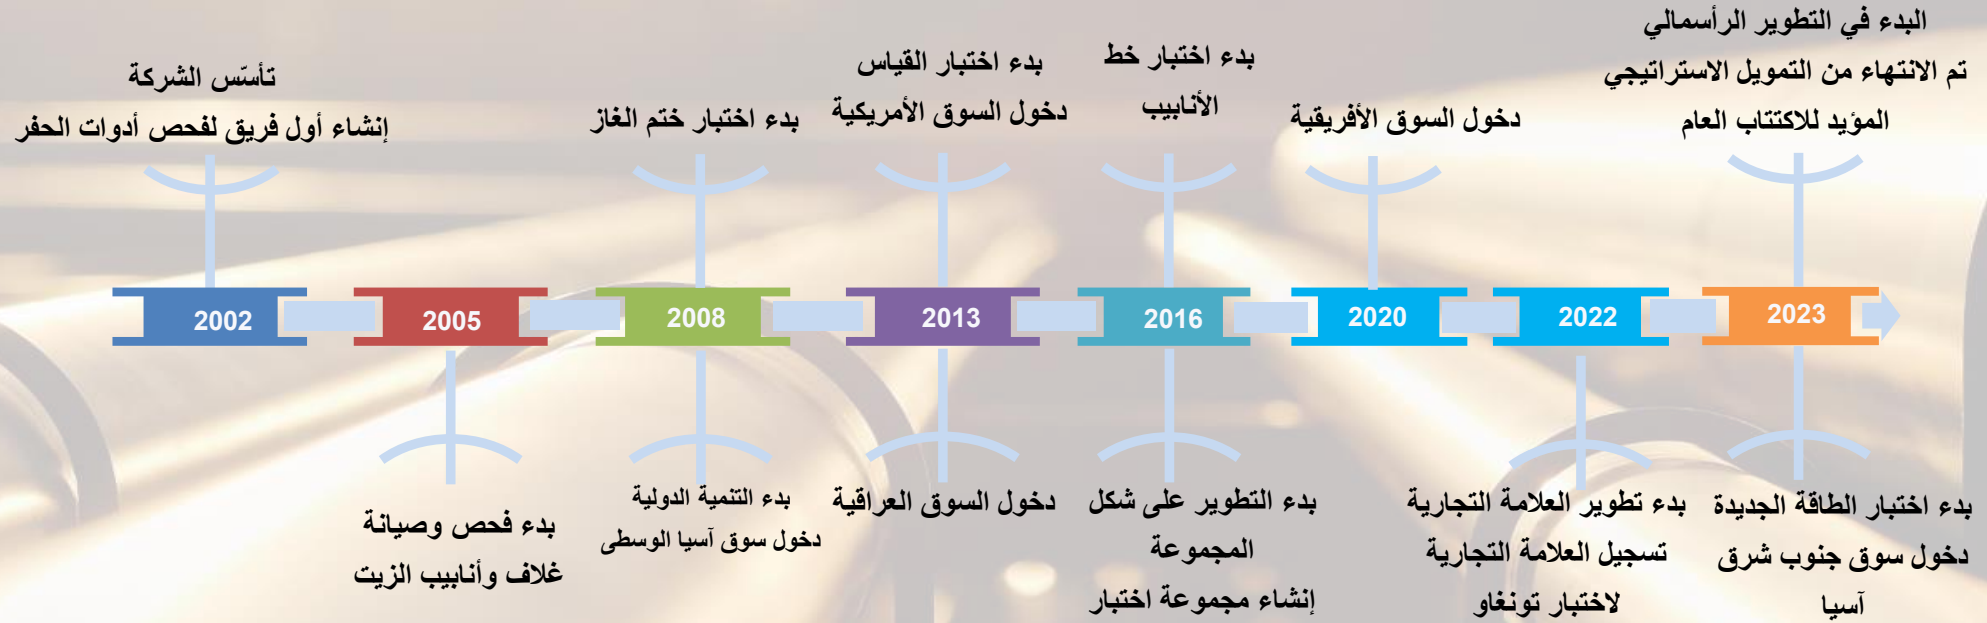 تأسّس الشركة
إنشاء أول فريق لفحص أدوات الحفر
2002
2005
بدء فحص وصيانة
غلاف وأنابيب الزيت
بدء اختبار ختم الغاز
2008
بدء التنمية الدولية
دخول سوق آسيا الوسطى
بدء اختبار القياس
دخول السوق الأمريكية
2013
دخول السوق العراقية
بدء اختبار خط
الأنابيب
2016
بدء التطوير على شكل
المجموعة
إنشاء مجموعة اختبار
دخول السوق الأفريقية
2020
2022
بدء تطوير العلامة التجارية
تسجيل العلامة التجارية
لاختبار تونغاو
البدء في التطوير الرأسمالي
تم الانتهاء من التمويل الاستراتيجي
المؤيد للاكتتاب العام
2023
بدء اختبار الطاقة الجديدة
دخول سوق جنوب شرق
آسيا